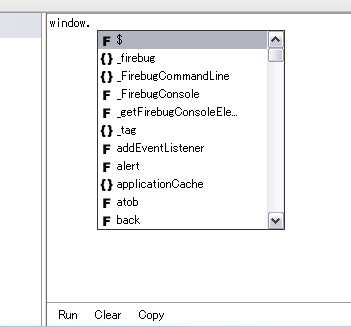 window.
F $
{} _firebug
{} _FirebugCommandLine
F _FirebugConsole
F _getFirebugConsoleEle...
{} _tag
F addEventListener
F alert
{} applicationCache
F atob
F back
Run Clear Copy